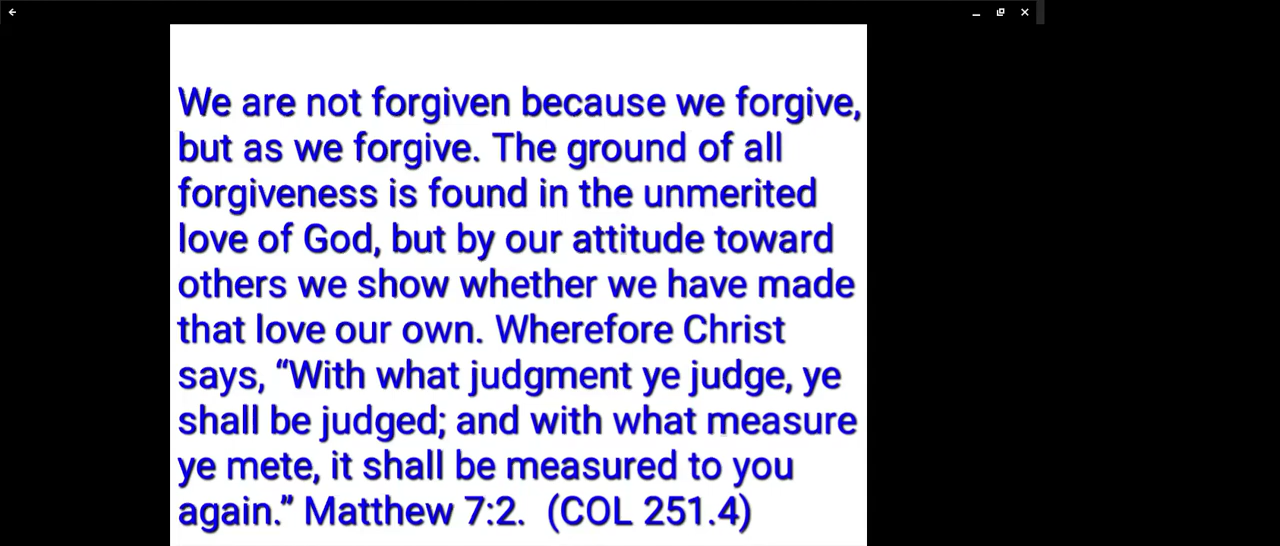 We are not forgiven because we forgive,
but as we forgive. The ground of all
forgiveness is found in the unmerited
love of God, but by our attitude toward
others we show whether we have made
that love our own. Wherefore Christ
says, “With what judgment ye judge, ye
shall be judged; and with what measure
ye mete, it shall be measured to you
again.” Matthew 7:2.  (COL 251.4)